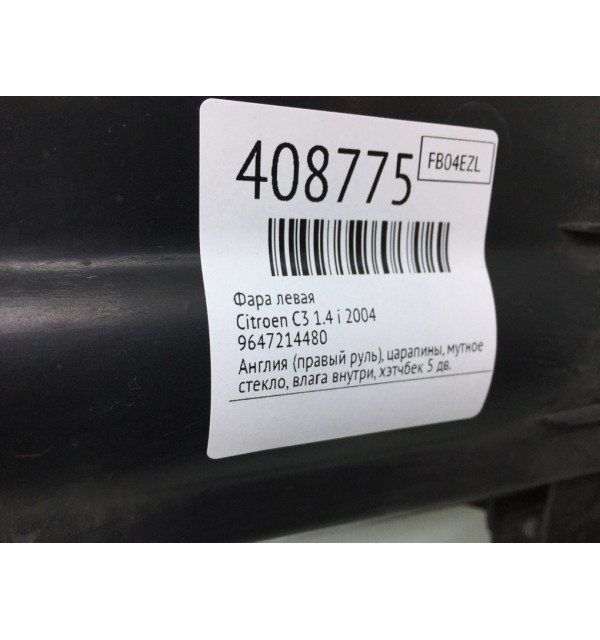 408775
FB04EZL
Фара левая
Citroen C3 1.4 i 2004
9647214480
Англия (правый руль), царапины, мутное
стекло, влага внутри, хэтчбек 5 дв.